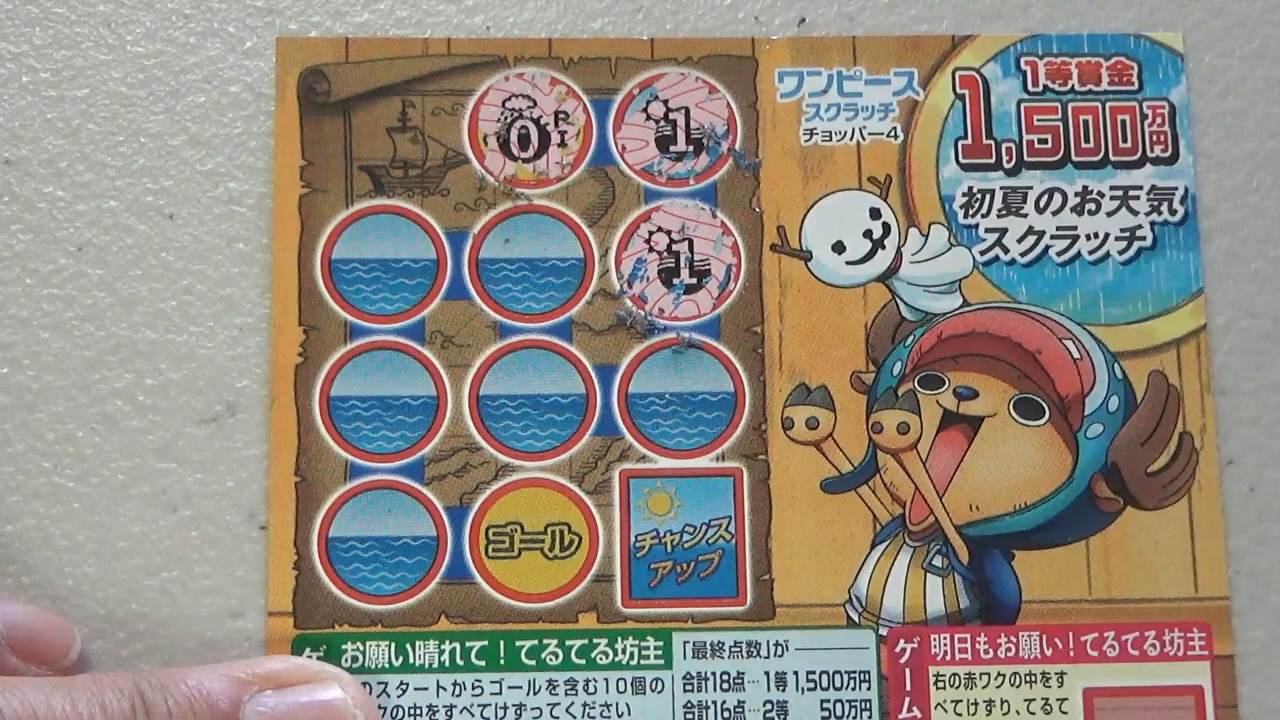 0
PI
1
1
ゴール
チャンス
アップ
ワンピース
スクラッチ
チョッパー4
1等賞金
1,500万円
初夏のお天気
スクラッチ
お願い晴れて!てるてる坊主
のスタートからゴールを含む10個の
クの中をすべてけずってください
「最終点数」が
合計18点…1等1,500万円
合計16点…2等 50万円
ゲーム
明日もお願い!てるてる坊主
右の赤ワクの中をす
べてけずり、てるて